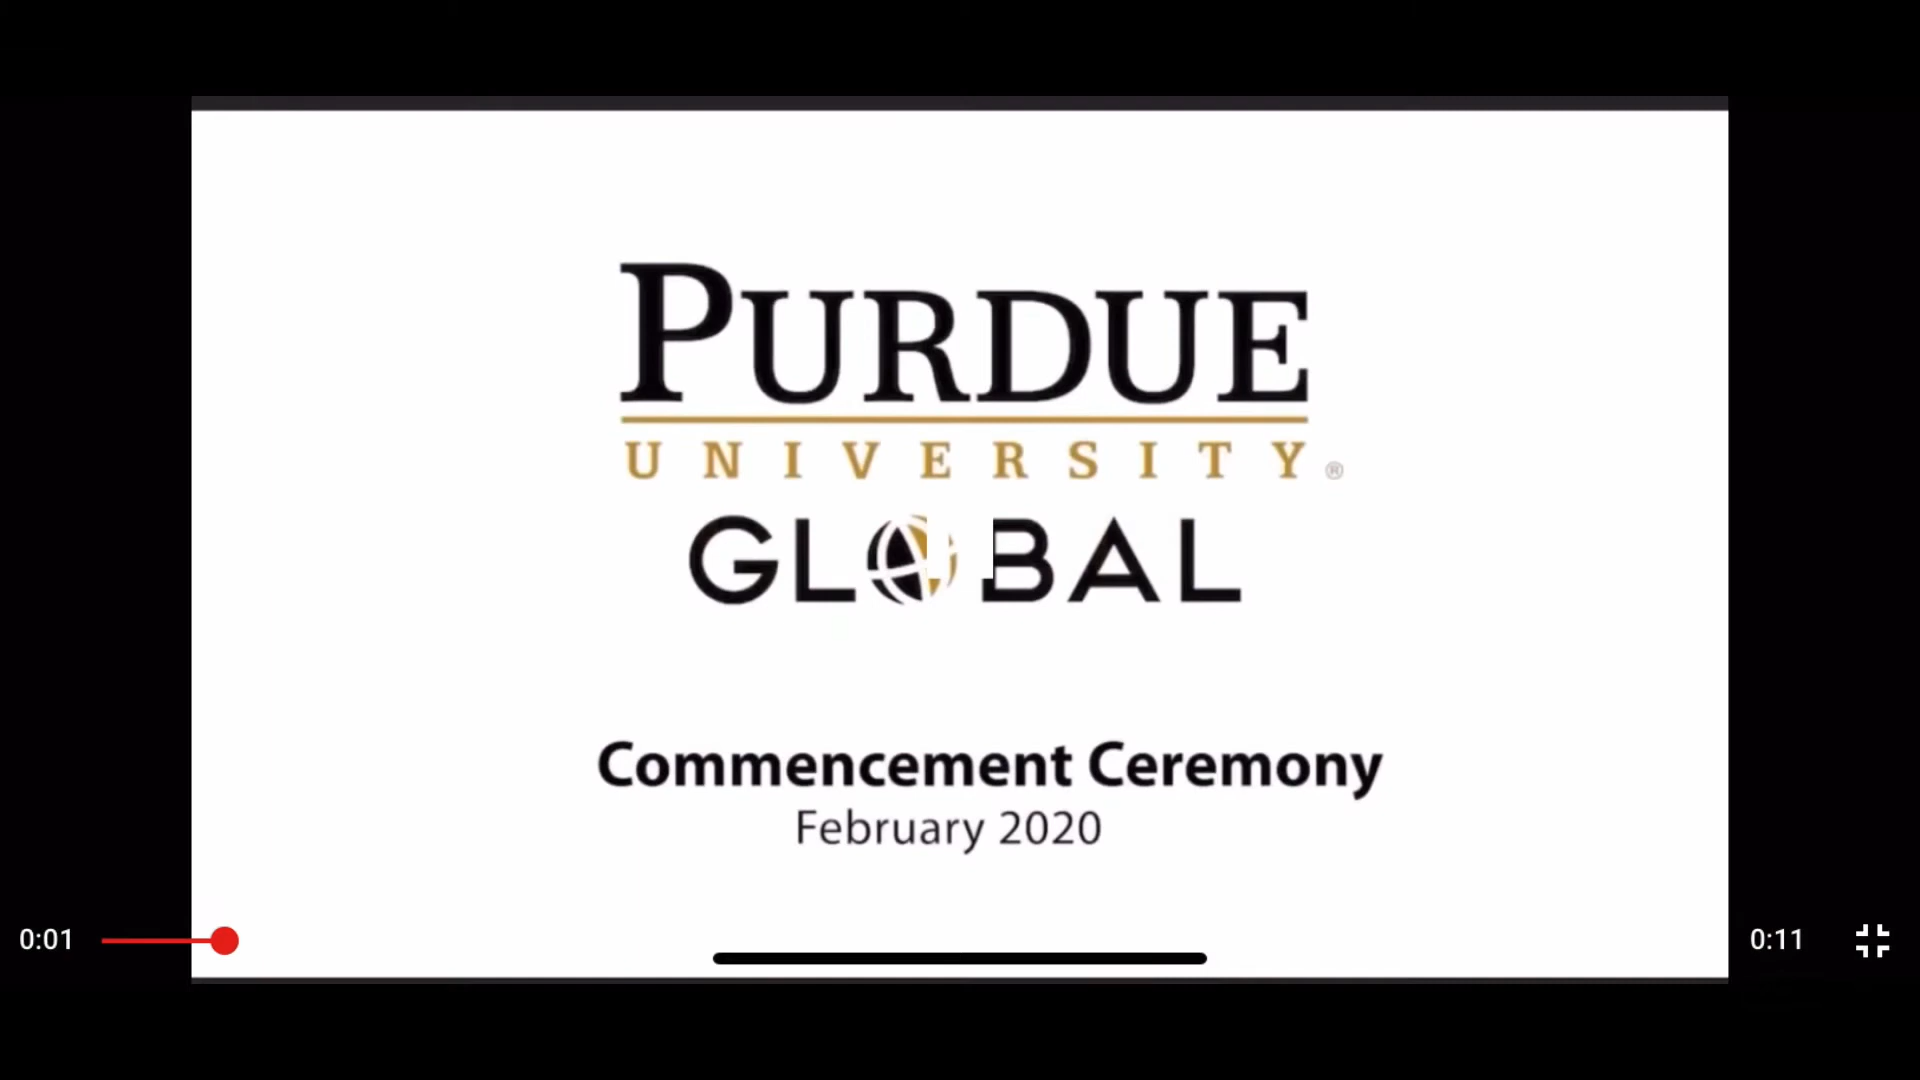 PURDUE
UNIVERSITY®
GLOBAL
Commencement Ceremony
February 2020
0:01
0:11